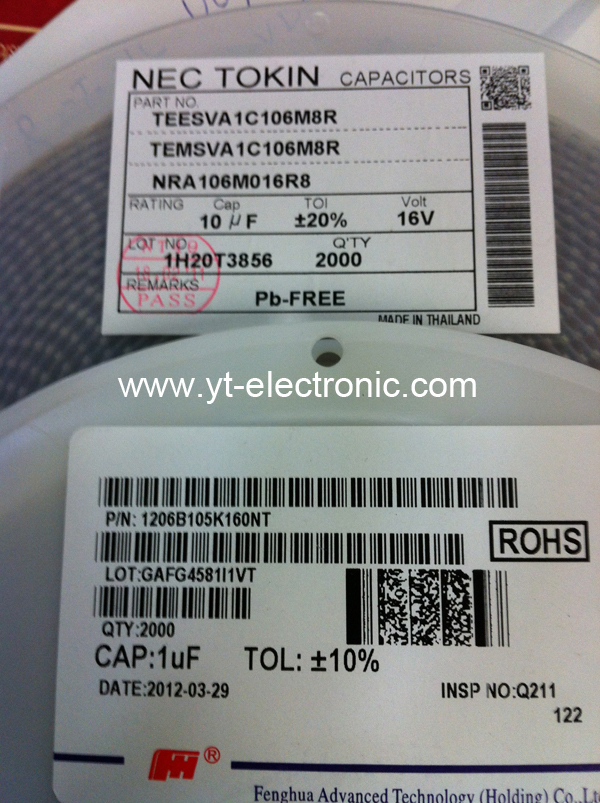 NEC TOKIN CAPACITORS
PART NO.
TEESVA1C106M8R
TEMSVA1C106M8R
NRA106M016R8
RATING Cap TOl Volt
10 μF ±20% 16V
LOT NO. Q'TY
1H20T3856 2000
REMARKS
PASS
Pb-FREE
MADE IN THAILAND
www.yt-electronic.com
P/N: 1206B105K160NT
ROHS
LOT:GAFG4581I1VT
QTY:2000
CAP:1uF TOL: ±10%
DATE:2012-03-29 INSP NO:Q211
122
®
Fenghua Advanced Technology (Holding) Co.,Lt